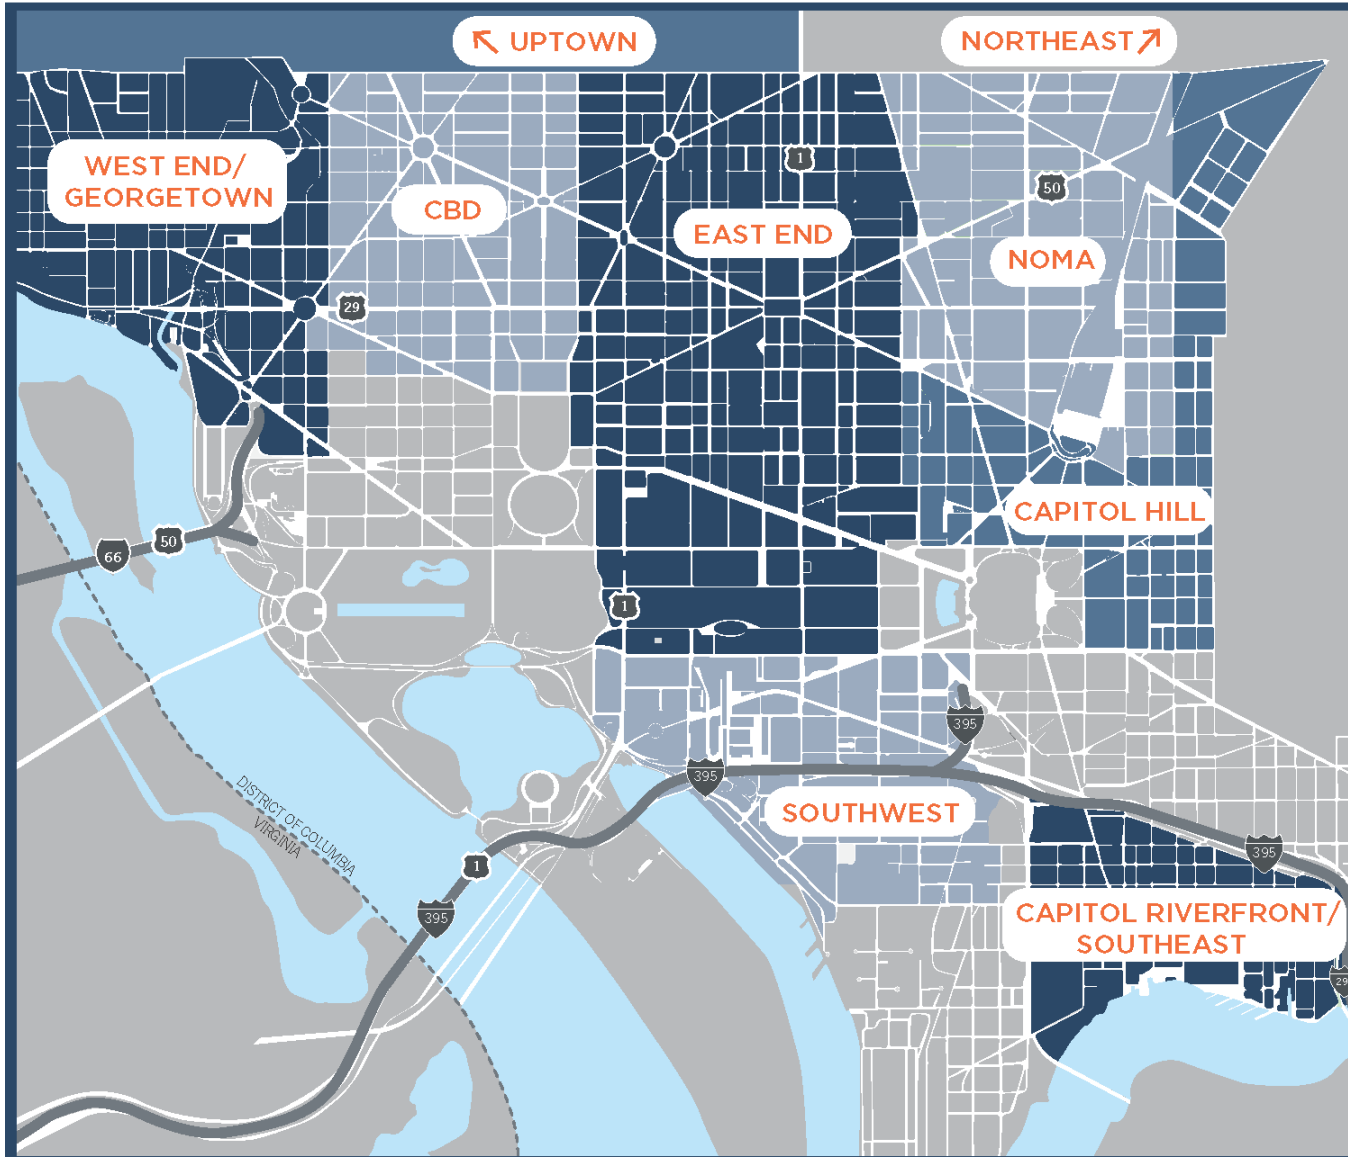 UPTOWN
NORTHEAST
WEST END/
GEORGETOWN
CBD
EAST END
NOMA
1
50
29
CAPITOL HILL
50
66
1
395
395
SOUTHWEST
DISTRICT OF COLUMBIA
VIRGINIA
1
395
395
CAPITOL RIVERFRONT/
SOUTHEAST
29